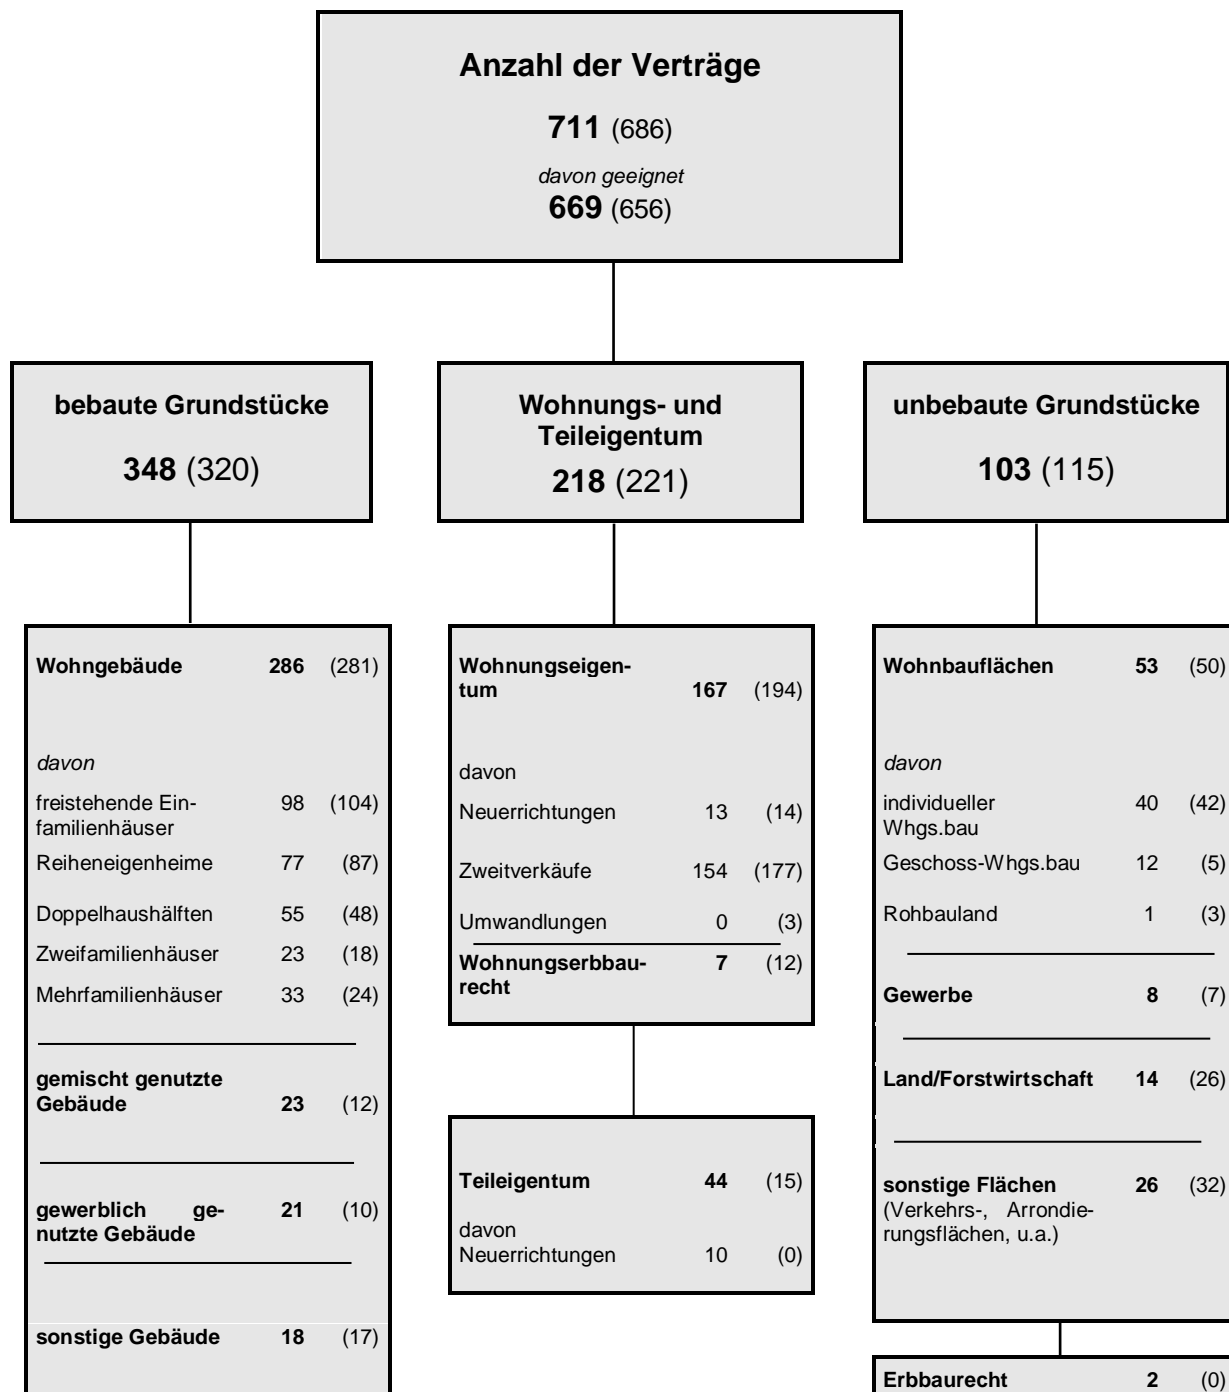 Anzahl der Verträge
711 (686)
davon geeignet
669 (656)
bebaute Grundstücke
348 (320)
Wohnungs- und
Teileigentum
218 (221)
unbebaute Grundstücke
103 (115)
Wohngebäude 286 (281)
davon
freistehende Ein- 98 (104)
familienhäuser
Reiheneigenheime 77 (87)
Doppelhaushälften 55 (48)
Zweifamilienhäuser 23 (18)
Mehrfamilienhäuser 33 (24)
gemischt genutzte
Gebäude 23 (12)
gewerblich ge- 21 (10)
nutzte Gebäude
sonstige Gebäude 18 (17)
Wohnungseigen-
tum 167 (194)
davon
Neuerrichtungen 13 (14)
Zweitverkäufe 154 (177)
Umwandlungen 0 (3)
Wohnungserbbau- 7 (12)
recht
Teileigentum 44 (15)
davon
Neuerrichtungen 10 (0)
Wohnbauflächen 53 (50)
davon
individueller 40 (42)
Whgs.bau
Geschoss-Whgs.bau 12 (5)
Rohbauland 1 (3)
Gewerbe 8 (7)
Land/Forstwirtschaft 14 (26)
sonstige Flächen 26 (32)
(Verkehrs-, Arrondie-
rungsflächen, u.a.)
Erbbaurecht 2 (0)